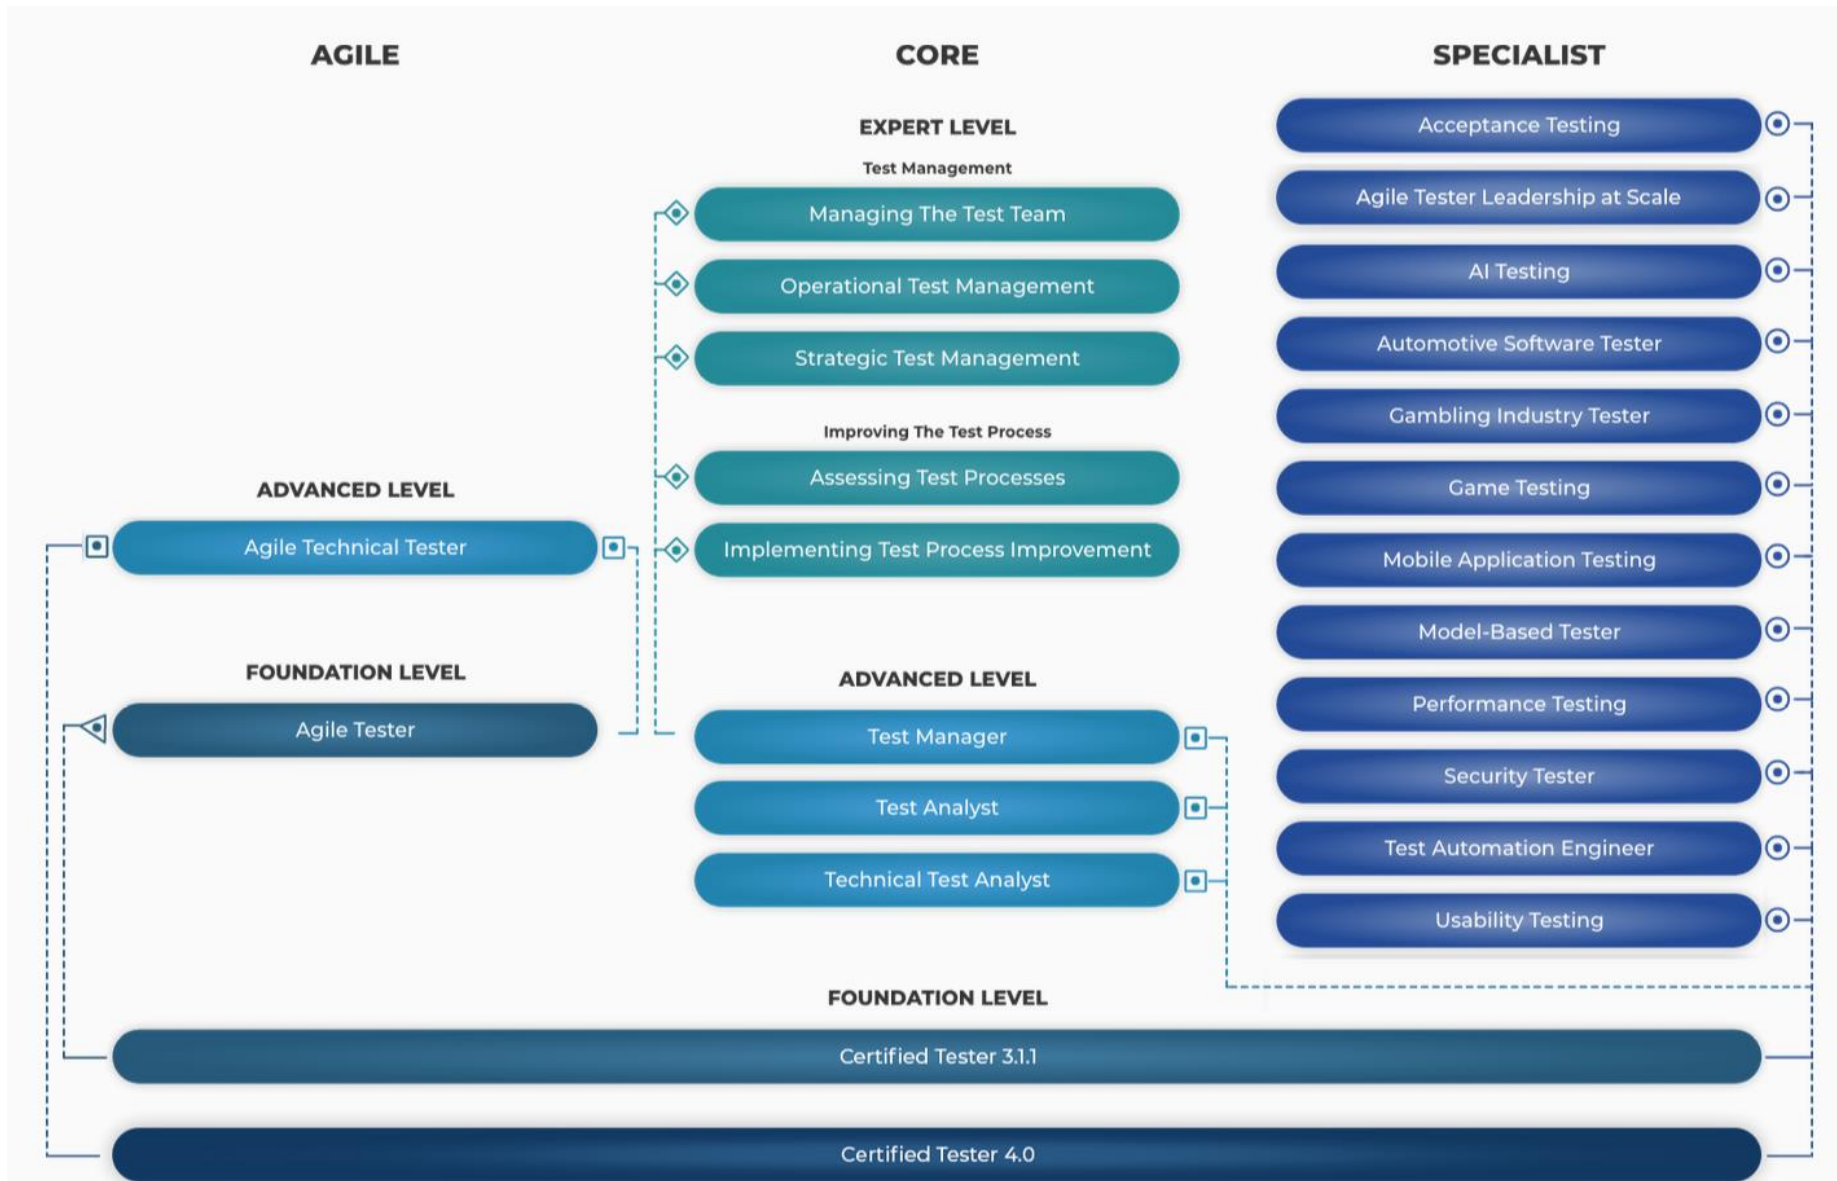 AGILE
CORE
SPECIALIST
ADVANCED LEVEL
Agile Technical Tester
FOUNDATION LEVEL
Agile Tester
EXPERT LEVEL
Test Management
Managing The Test Team
Operational Test Management
Strategic Test Management
Improving The Test Process
Assessing Test Processes
Implementing Test Process Improvement
ADVANCED LEVEL
Test Manager
Test Analyst
Technical Test Analyst
Acceptance Testing
Agile Tester Leadership at Scale
AI Testing
Automotive Software Tester
Gambling Industry Tester
Game Testing
Mobile Application Testing
Model-Based Tester
Performance Testing
Security Tester
Test Automation Engineer
Usability Testing
FOUNDATION LEVEL
Certified Tester 3.1.1
Certified Tester 4.0